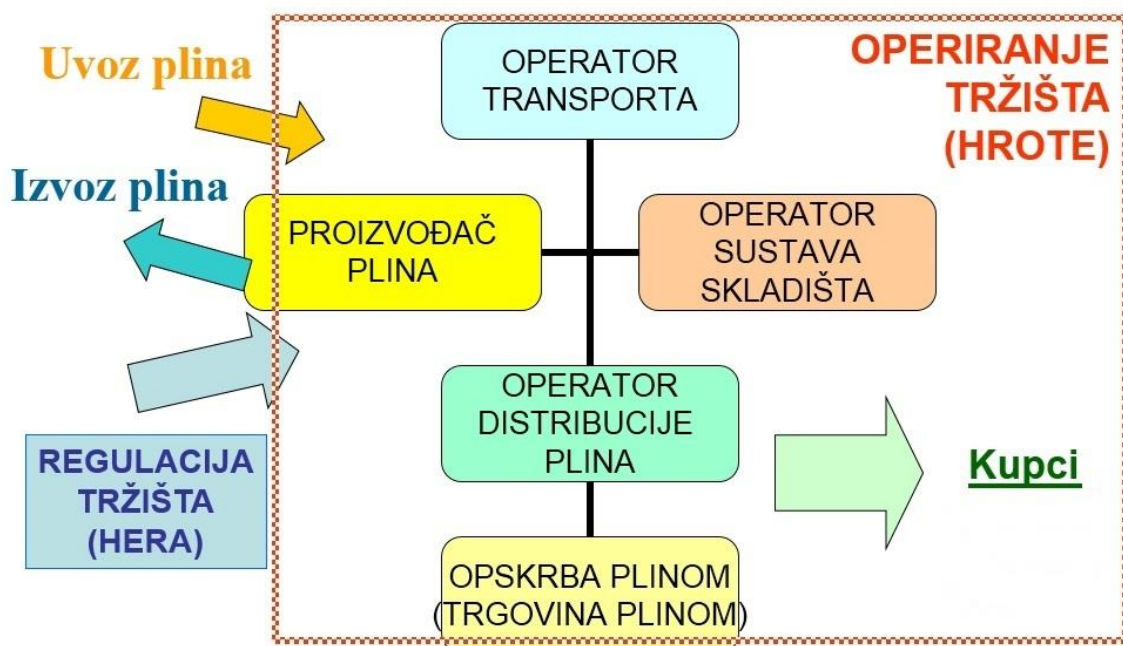 Uvoz plina
Izvoz plina
OPERATOR
TRANSPORTA
OPERIRANJE
TRŽIŠTA
(HROTE)
PROIZVOĐAČ
PLINA
OPERATOR
SUSTAVA
SKLADIŠTA
REGULACIJA
TRŽIŠTA
(HERA)
OPERATOR
DISTRIBUCIJE
PLINA
Kupci
OPSKRBA PLINOM
(TRGOVINA PLINOM)